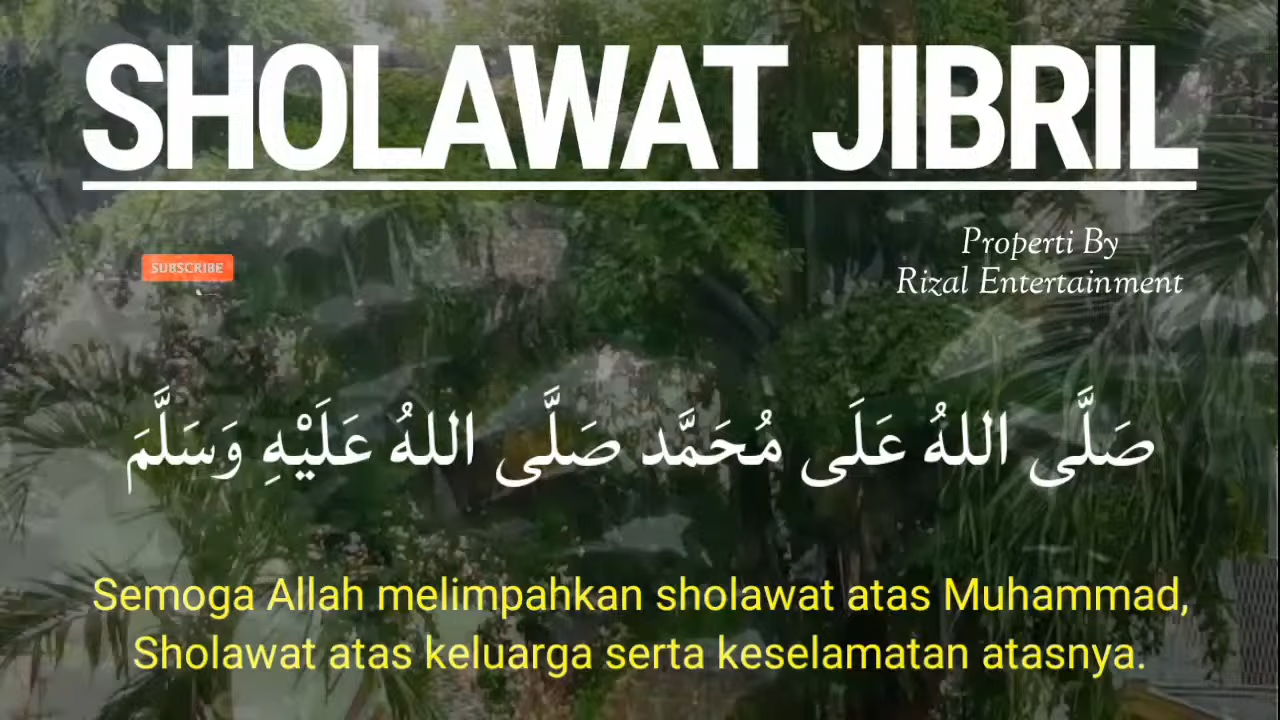 SHOLAWAT JIBRIL
Properti By
Rizal Entertainment
SUBSCRIBE
صَلَّى اللهُ عَلَى مُحَمَّد صَلَّى اللهُ عَلَيْهِ وَسَلَّمَ
Semoga Allah melimpahkan sholawat atas Muhammad,
Sholawat atas keluarga serta keselamatan atasnya.